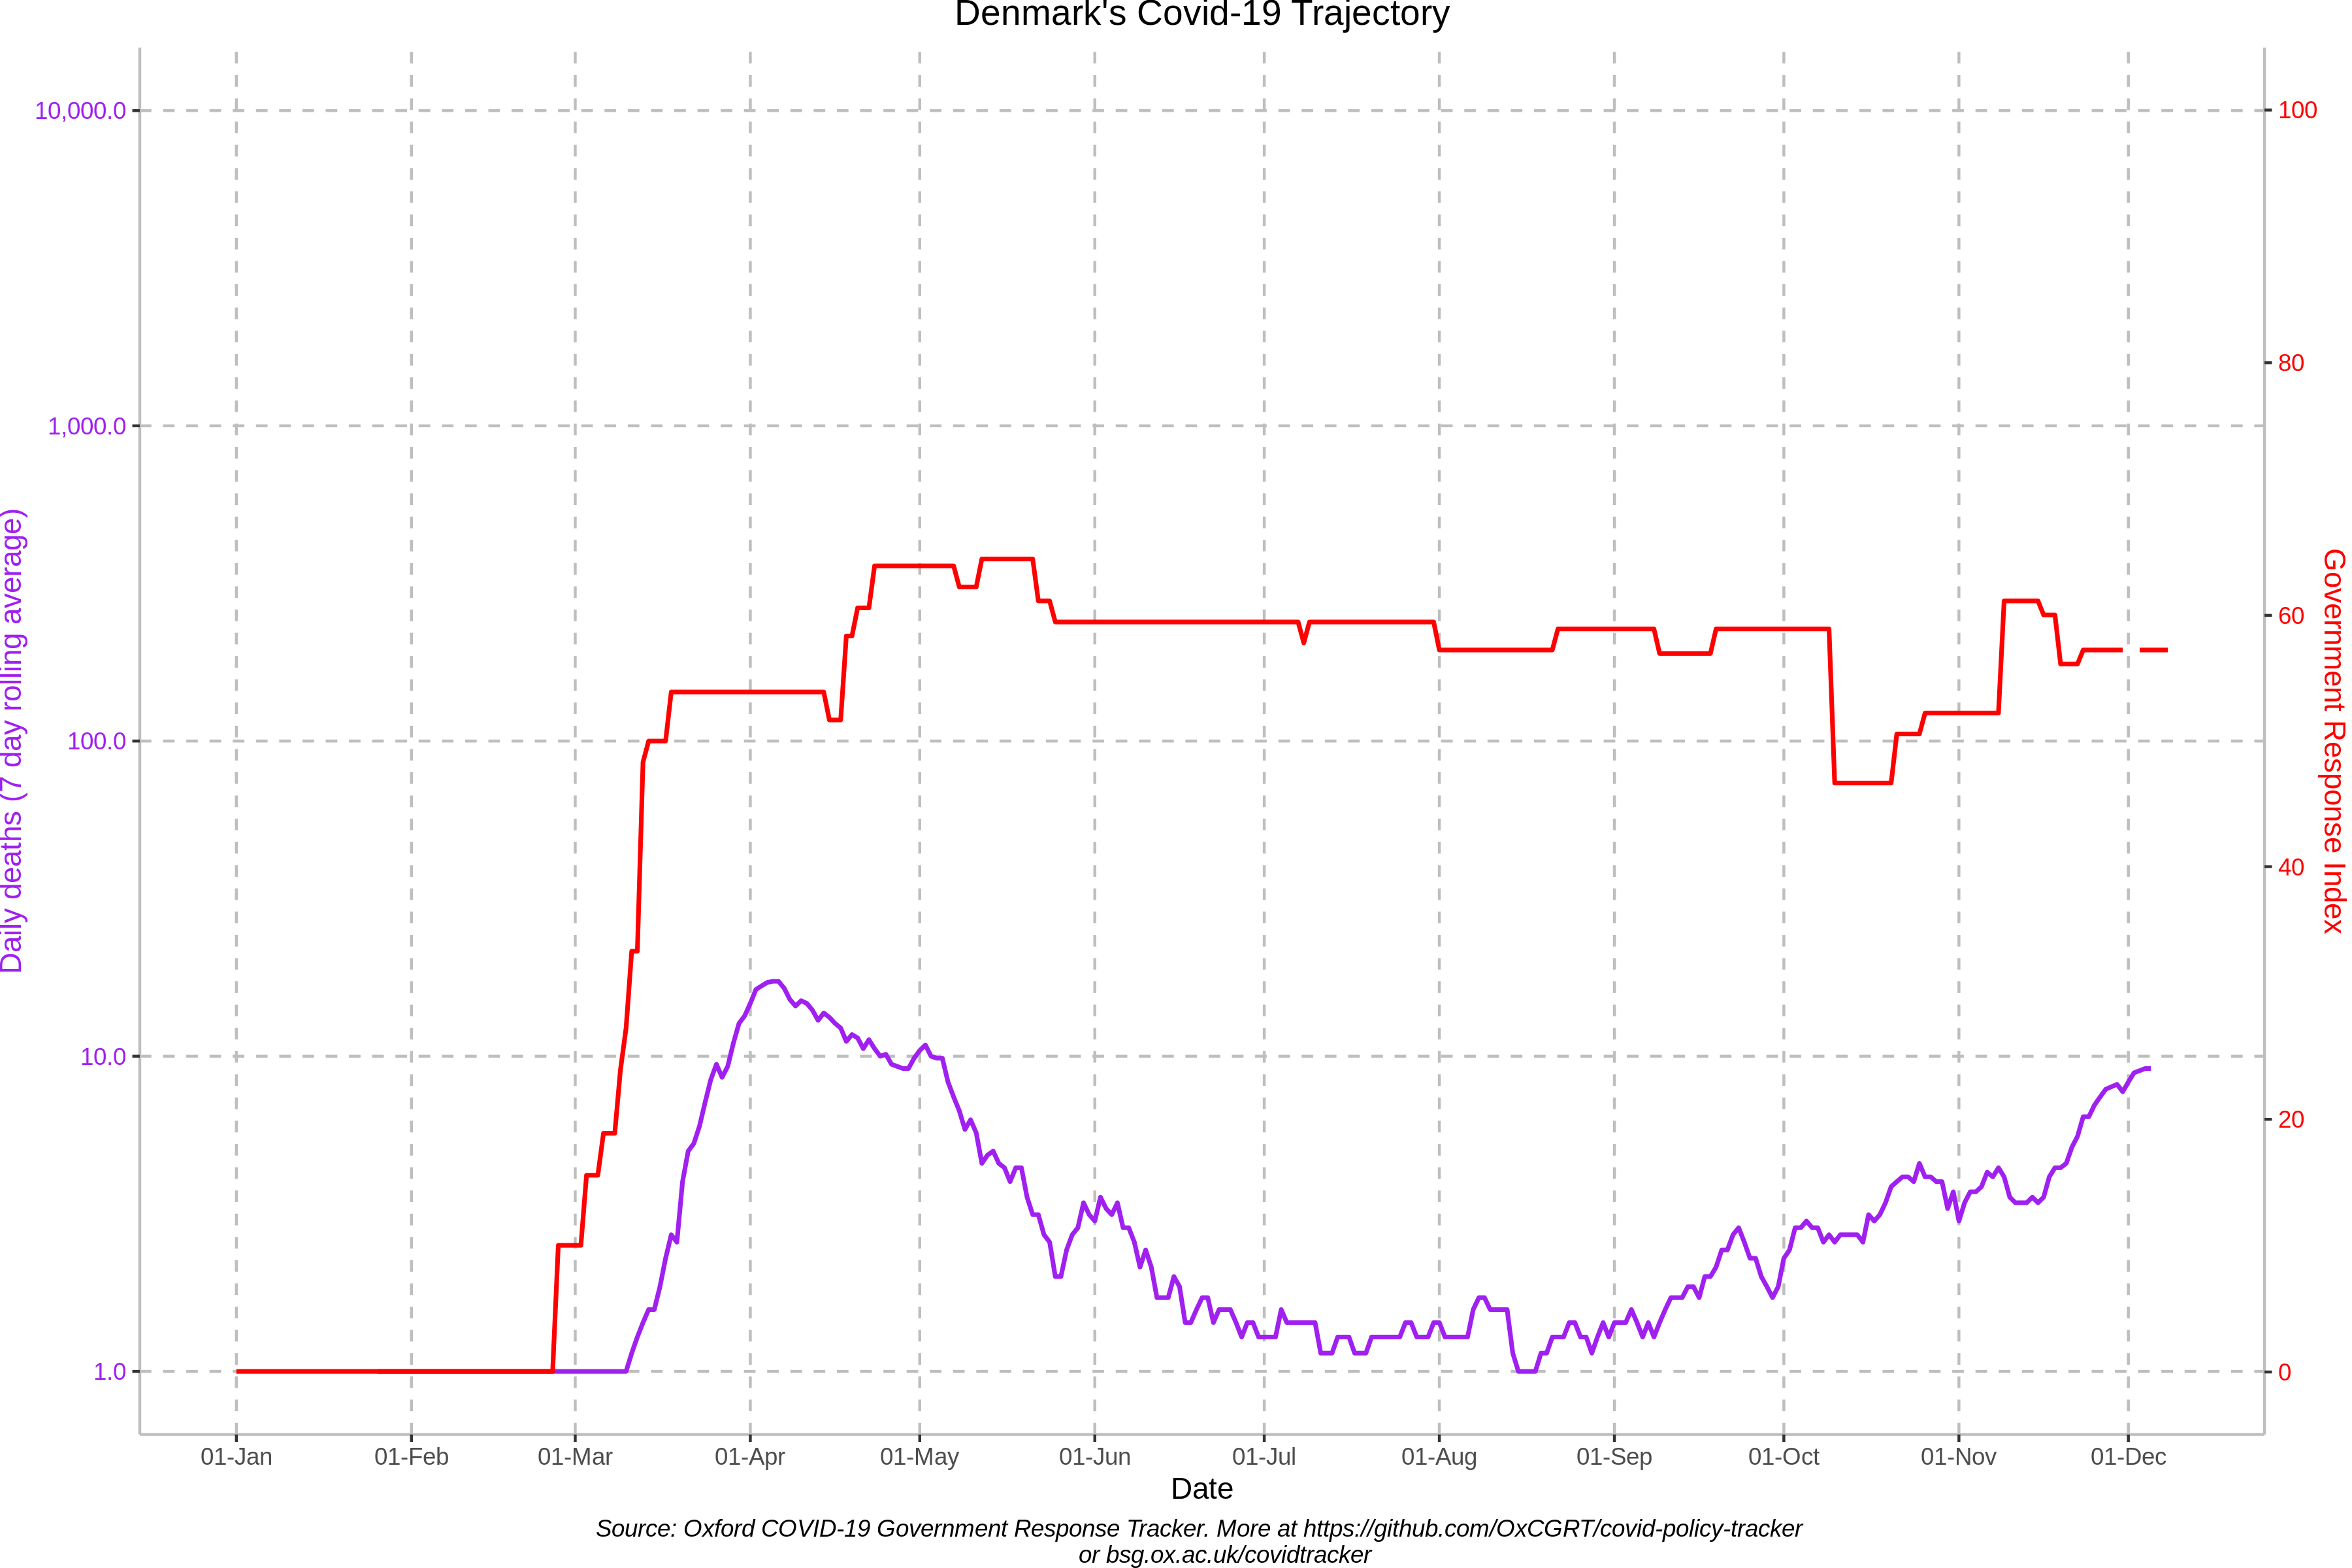 Denmark's Covid-19 Trajectory
10,000.0
1,000.0
100.0
10.0
1.0
Daily deaths (7 day rolling average)
100
80
60
40
20
0
Government Response Index
01-Jan 01-Feb 01-Mar 01-Apr 01-May 01-Jun 01-Jul 01-Aug 01-Sep 01-Oct 01-Nov 01-Dec
Date
Source: Oxford COVID-19 Government Response Tracker. More at https://github.com/OxCGRT/covid-policy-tracker
or bsg.ox.ac.uk/covidtracker